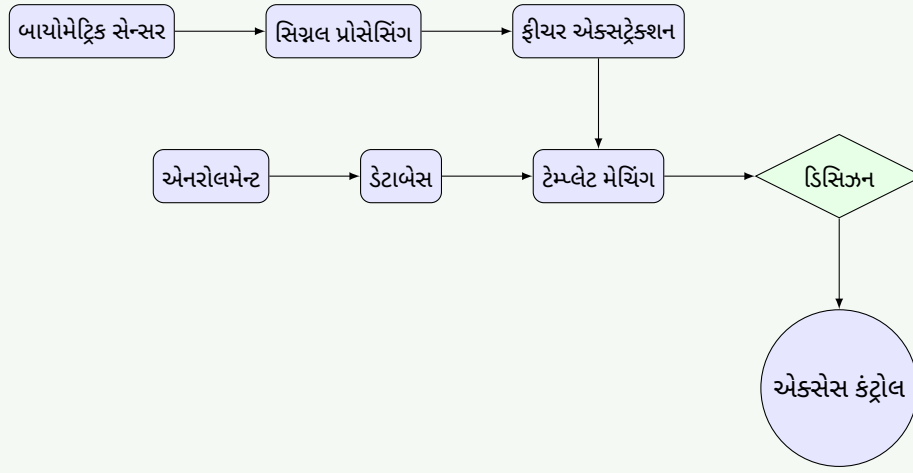 બાયોમેટ્રિક સેન્સર
સિગ્નલ પ્રોસેસિંગ
ફીચર એક્સટ્રેક્શન
એનરોલમેન્ટ
ડેટાબેસ
ટેમ્પ્લેટ મેચિંગ
ડિસિઝન
એક્સેસ કંટ્રોલ